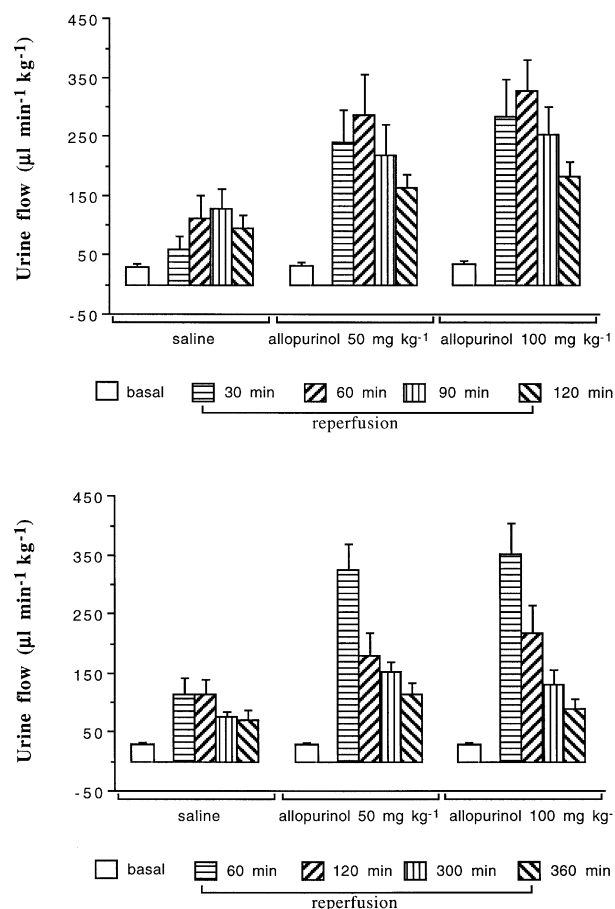 450
350
250
150
50
-50
Urine flow (µl min-1 kg-1)
saline
allopurinol 50 mg kg-1
allopurinol 100 mg kg-1
basal
30 min
60 min
90 min
120 min
reperfusion
450
350
250
150
50
-50
Urine flow (µl min-1 kg-1)
saline
allopurinol 50 mg kg-1
allopurinol 100 mg kg-
basal
60 min
120 min
300 min
360 min
reperfusion